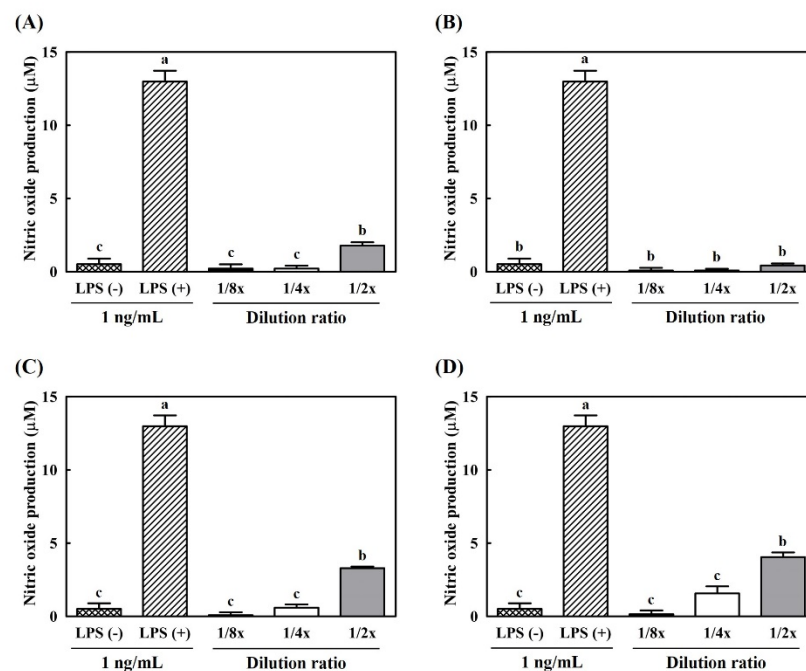 (A)
Nitric oxide production (µM)
15
10
5
0
c
a
c
c
b
LPS (-) LPS (+) 1/8x 1/4x 1/2x
1 ng/mL Dilution ratio
(B)
Nitric oxide production (µM)
15
10
5
0
b
a
b
b
b
LPS (-) LPS (+) 1/8x 1/4x 1/2x
1 ng/mL Dilution ratio
(C)
Nitric oxide production (µM)
15
10
5
0
c
a
c
c
b
LPS (-) LPS (+) 1/8x 1/4x 1/2x
1 ng/mL Dilution ratio
(D)
Nitric oxide production (µM)
15
10
5
0
c
a
c
c
b
LPS (-) LPS (+) 1/8x 1/4x 1/2x
1 ng/mL Dilution ratio